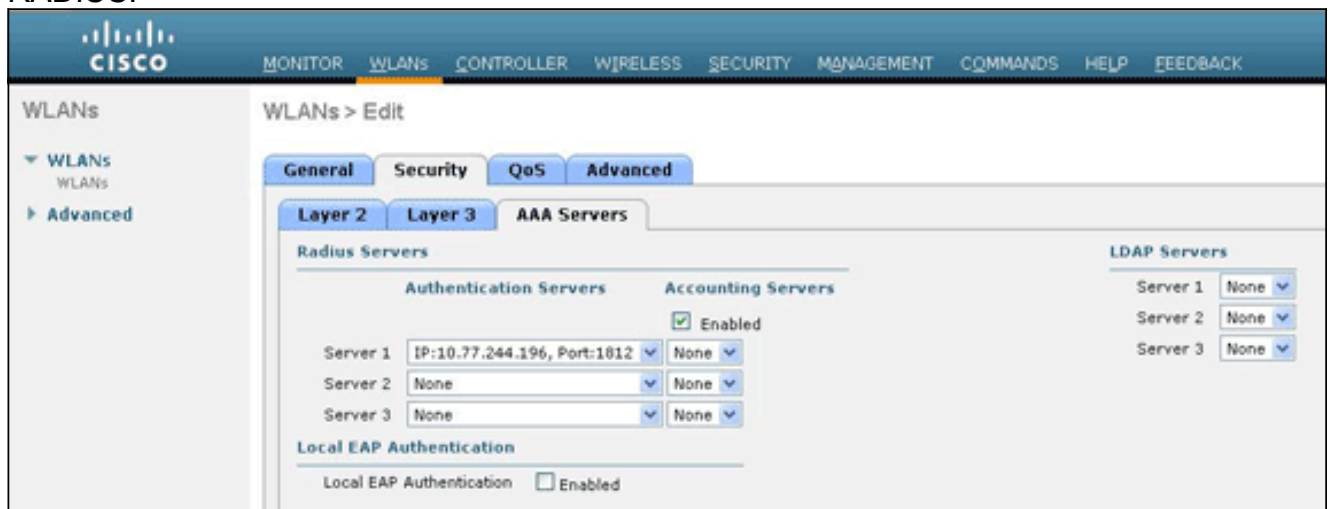 RADIUS.
CISCO
MONITOR WLANs CONTROLLER WIRELESS SECURITY MANAGEMENT COMMANDS HELP FEEDBACK
WLANs
WLANs
WLANs
Advanced
WLANs > Edit
General Security QoS Advanced
Layer 2 Layer 3 AAA Servers
Radius Servers
Authentication Servers Accounting Servers
Enabled
Server 1 IP:10.77.244.196, Port:1812 None
Server 2 None None
Server 3 None None
Local EAP Authentication
Local EAP Authentication Enabled
LDAP Servers
Server 1 None
Server 2 None
Server 3 None